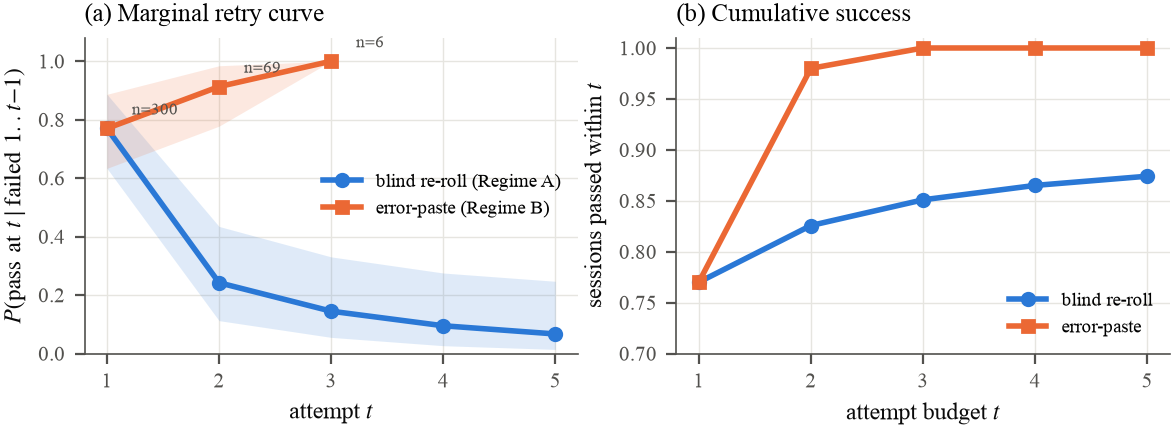 (a) Marginal retry curve
P(pass at t | failed 1. . t−1)
1.0
0.8
0.6
0.4
0.2
0.0
n=300
n=69
n=6
blind re-roll (Regime A)
error-paste (Regime B)
1 2 3 4 5
attempt t
(b) Cumulative success
sessions passed within t
1.00
0.95
0.90
0.85
0.80
0.75
0.70
blind re-roll
error-paste
1 2 3 4 5
attempt budget t